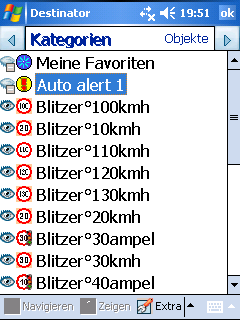 Destinator 19:51 ok
Kategorien Objekte
Meine Favoriten
Auto alert 1
Blitzer°100kmh
Blitzer°10kmh
Blitzer°110kmh
Blitzer°120kmh
Blitzer°130kmh
Blitzer°20kmh
Blitzer°30ampel
Blitzer°30kmh
Blitzer°40ampel
Navigieren Zeigen Extra